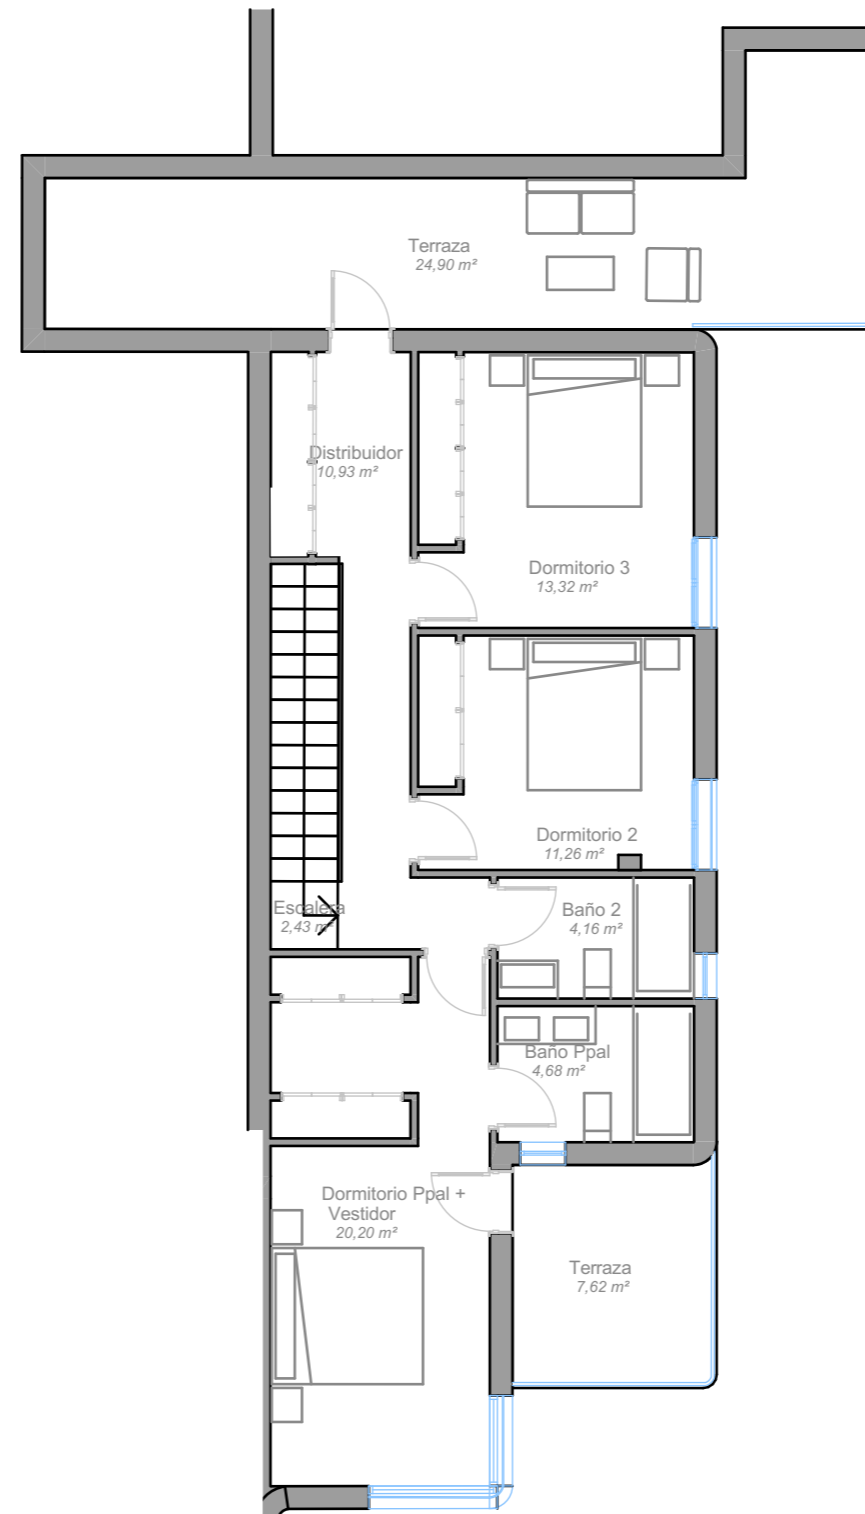 Terraza
24,90 m²
Distribuidor
10,93 m²
Dormitorio 3
13,32 m²
Dormitorio 2
11,26 m²
Escalera
2,43 m²
Baño 2
4,16 m²
Baño Ppal
4,68 m²
Dormitorio Ppal +
Vestidor
20,20 m²
Terraza
7,62 m²